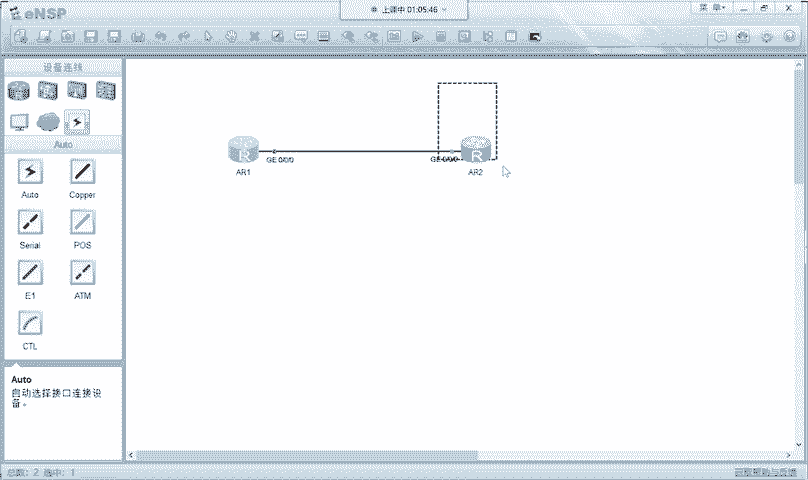 eNSP
上课中 01:05:46
菜 单
设备连线
Auto
Auto
Copper
Serial
POS
E1
ATM
CTL
Auto
自动选择接口连接设备。
GE 0/0/0
GE 0/0/0
AR1
AR2
总数: 2 选中: 1
获取帮助与反馈